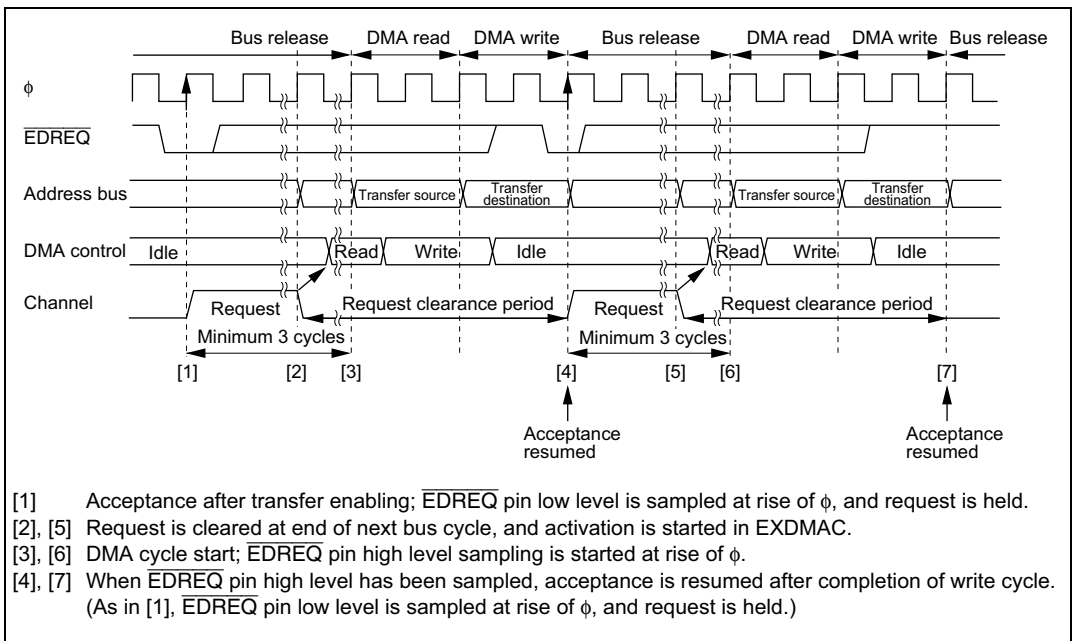 Bus release DMA read DMA write Bus release DMA read DMA write Bus release
φ
EDREQ
Address bus Transfer source Transfer destination Transfer source Transfer destination
DMA control Idle Read Write Idle Read Write Idle
Channel Request Request clearance period Request Request clearance period
Minimum 3 cycles Minimum 3 cycles
[1] [2] [3] [4] [5] [6] [7]
Acceptance resumed Acceptance resumed
[1] Acceptance after transfer enabling; EDREQ pin low level is sampled at rise of φ, and request is held.
[2], [5] Request is cleared at end of next bus cycle, and activation is started in EXDMAC.
[3], [6] DMA cycle start; EDREQ pin high level sampling is started at rise of φ.
[4], [7] When EDREQ pin high level has been sampled, acceptance is resumed after completion of write cycle.
(As in [1], EDREQ pin low level is sampled at rise of φ, and request is held.)